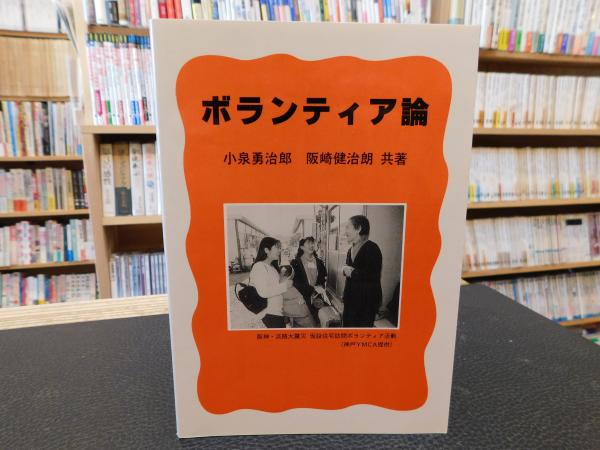 ボランティア論
小泉勇治郎 阪崎健治朗 共著
阪神・淡路大震災 仮設住宅訪問ボランティア活動
(神戸YMCA提供)